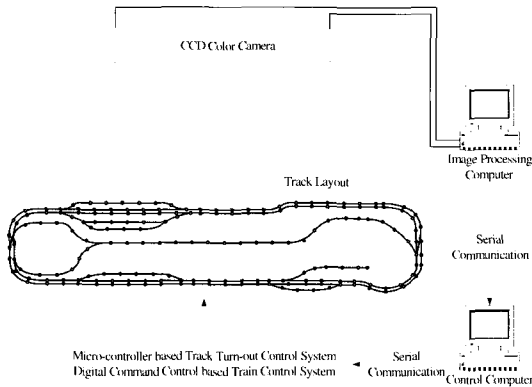 CCD Color Camera
Image Processing
Computer
Track Layout
Serial
Communication
Micro-controller based Track Turn-out Control System
Digital Command Control based Train Control System
Serial
Communication
Control Computer